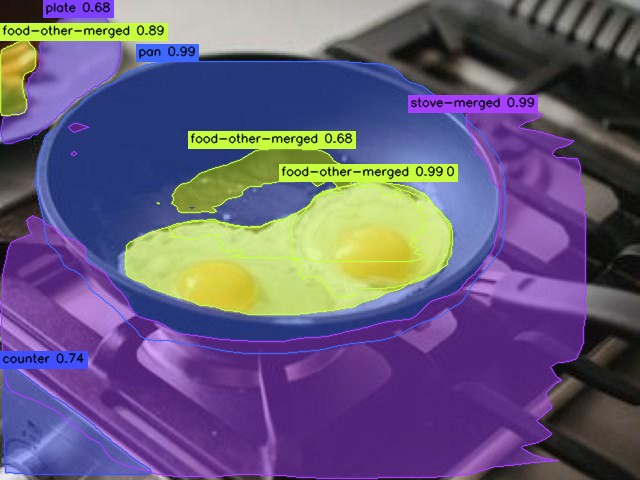 plate 0.68
food-other-merged 0.89
pan 0.99
stove-merged 0.99
food-other-merged 0.68
food-other-merged 0.99 0
counter 0.74